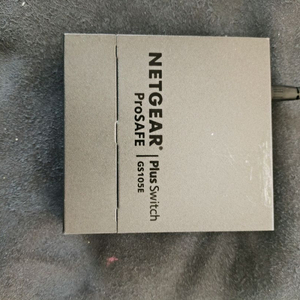 NETGEAR®
ProSAFE
Plus Switch
GS105E